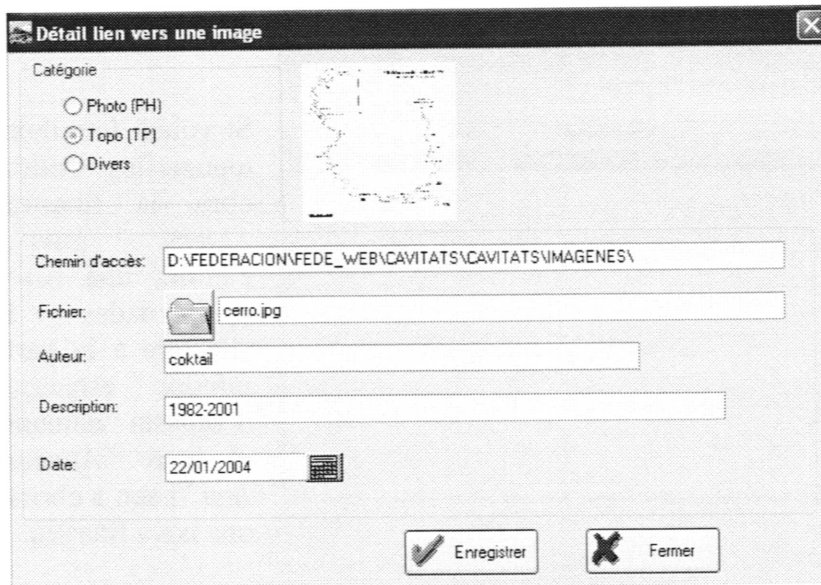 Détail lien vers une image
Catégorie
Photo (PH)
Topo (TP)
Divers
Chemin d'accès: D:\FEDERACION\FEDE_WEB\CAVITATS\CAVITATS\IMAGENES\
Fichier: cerro.jpg
Auteur: coktail
Description: 1982-2001
Date: 22/01/2004
Enregistrer Fermer